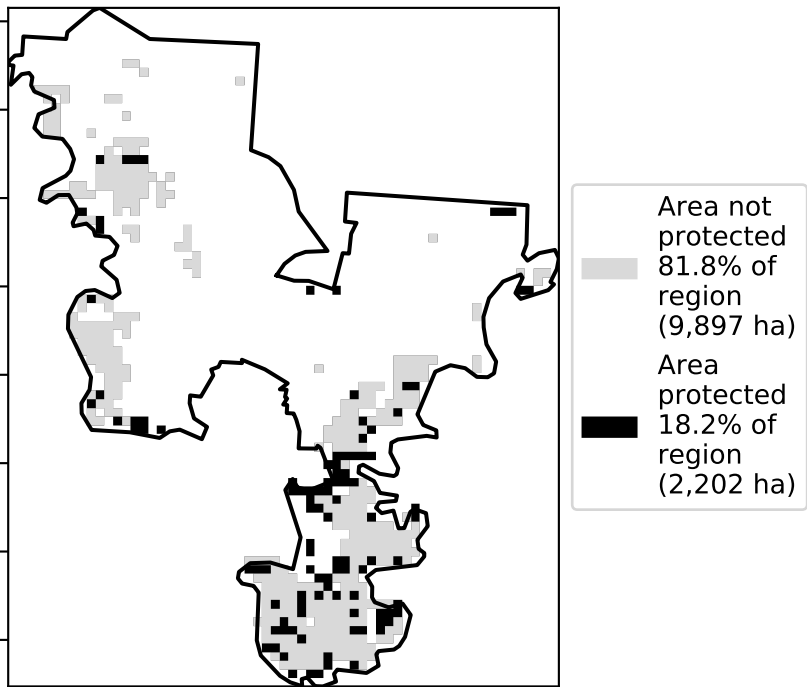 Area not
protected
81.8% of
region
(9,897 ha)
Area
protected
18.2% of
region
(2,202 ha)